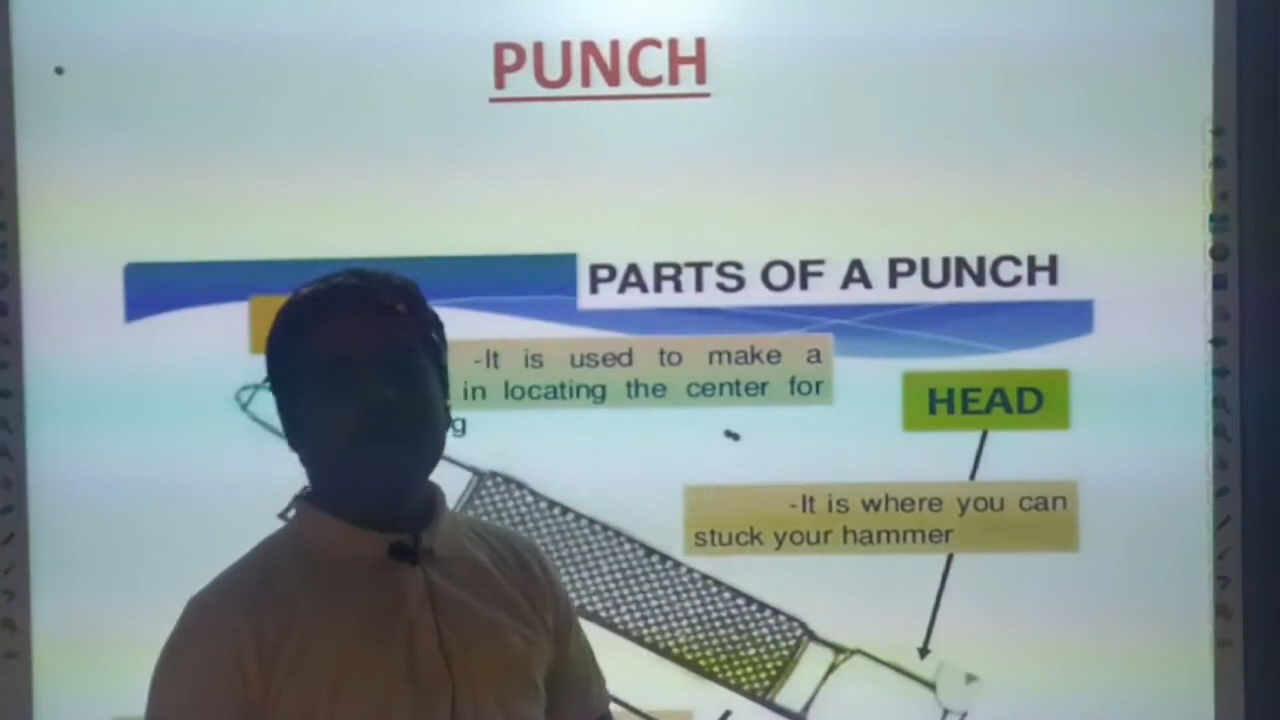 PUNCH
PARTS OF A PUNCH
-It is used to make a
in locating the center for
g
HEAD
-It is where you can
stuck your hammer